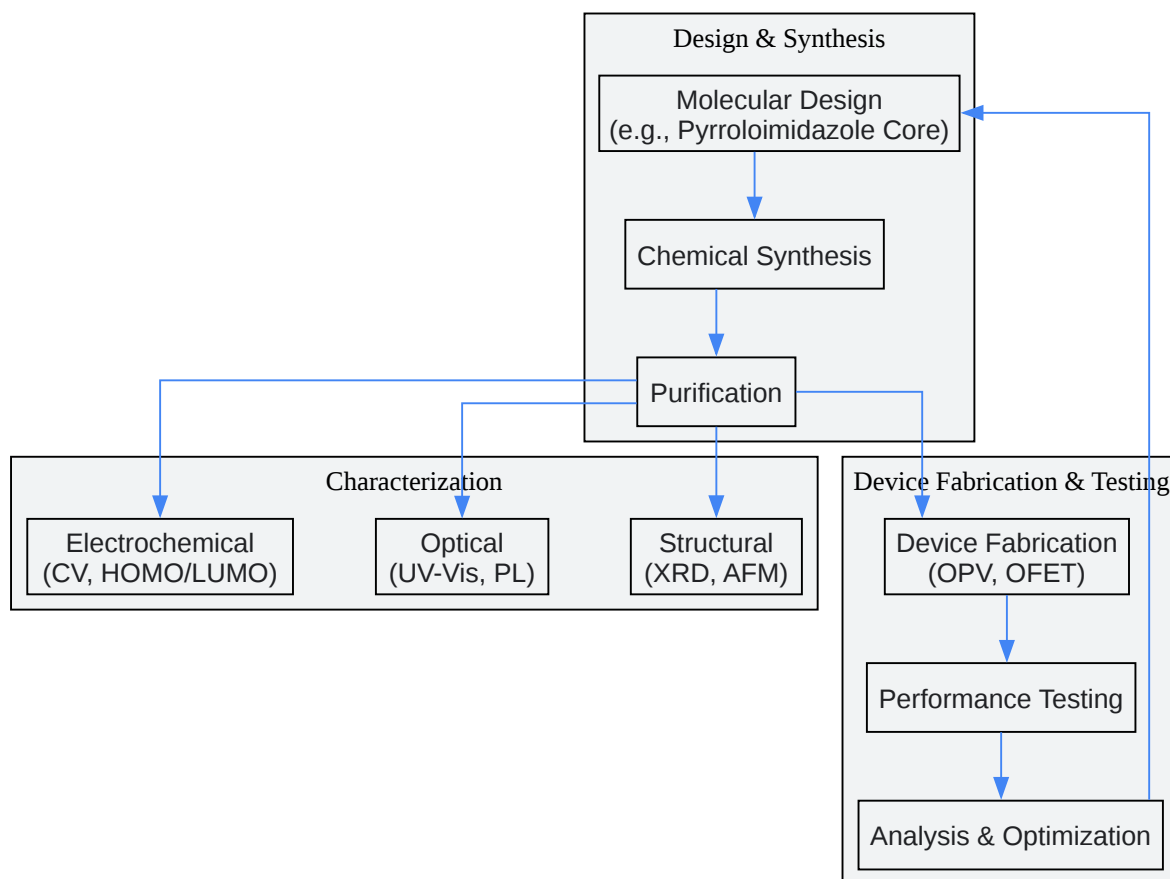 Design & Synthesis
Molecular Design
(e.g., Pyrroloimidazole Core)
Chemical Synthesis
Purification
Characterization
Electrochemical
(CV, HOMO/LUMO)
Optical
(UV-Vis, PL)
Structural
(XRD, AFM)
Device Fabrication & Testing
Device Fabrication
(OPV, OFET)
Performance Testing
Analysis & Optimization